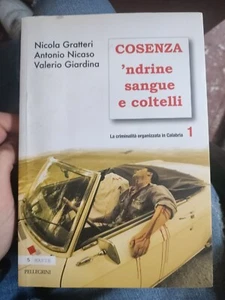 Nicola Gratteri
Antonio Nicaso
Valerio Giardina
COSENZA
'ndrine
sangue
e coltelli
La criminalità organizzata in Calabria 1
PELLEGRINI